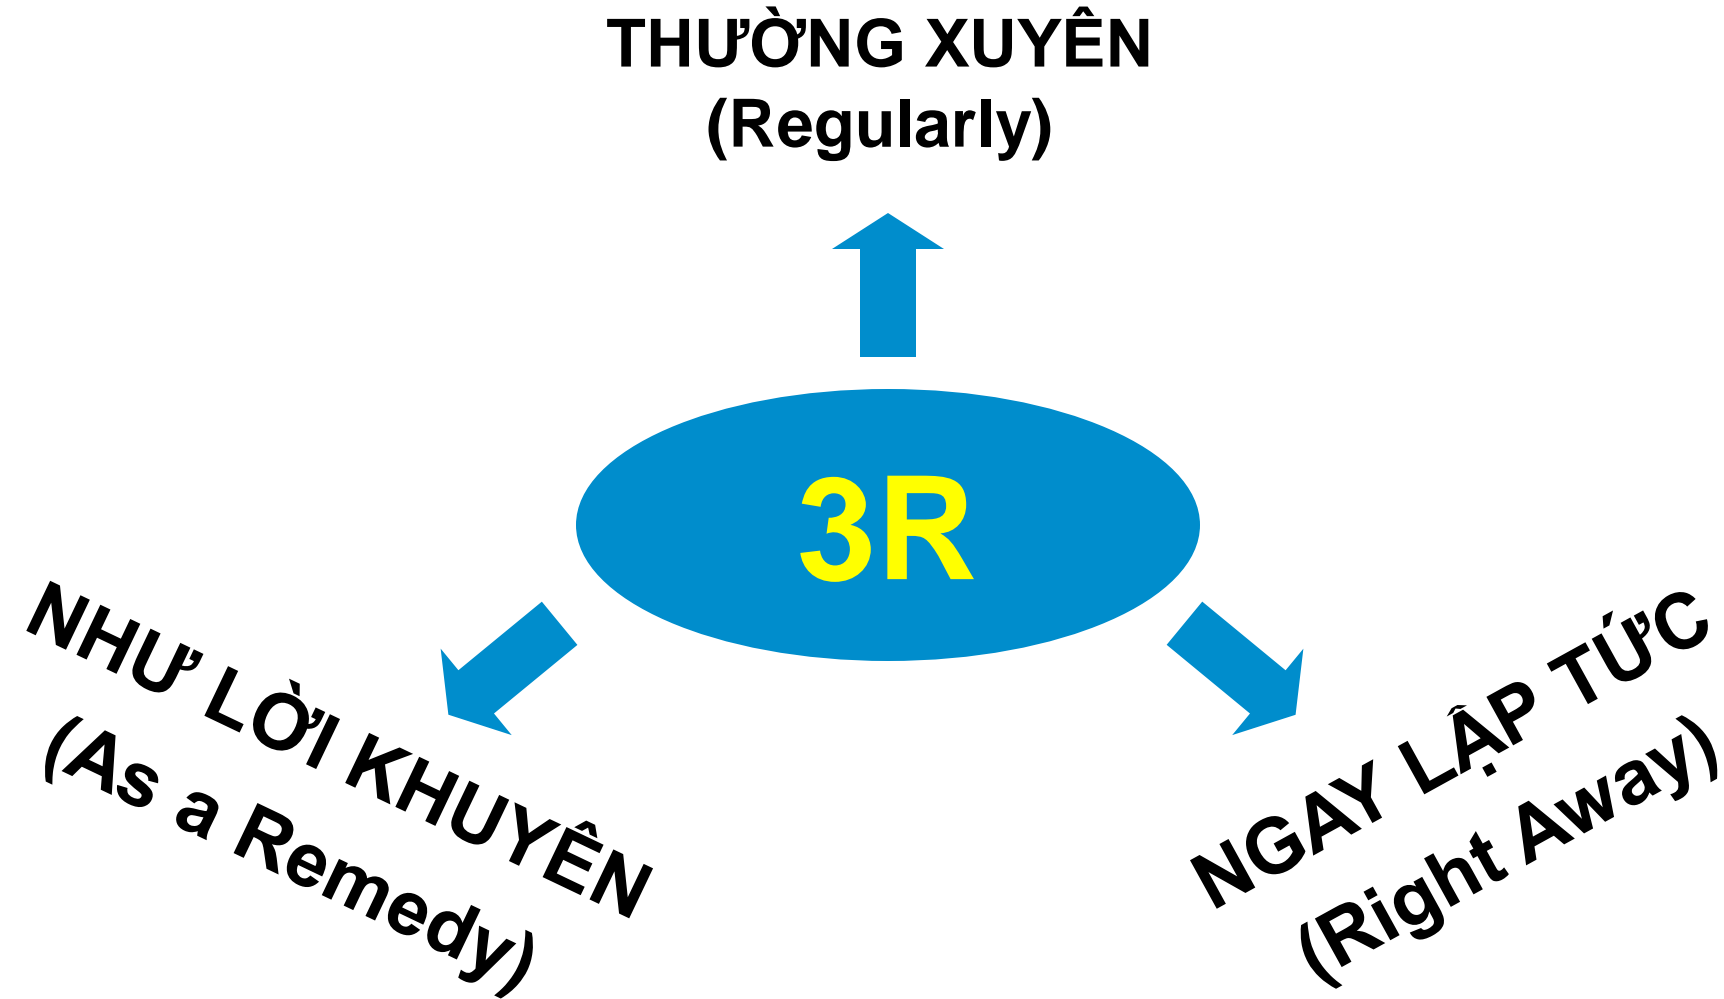 THƯỜNG XUYÊN
(Regularly)
3R
NHƯ LỜI KHUYÊN
(As a Remedy)
NGAY LẬP TỨC
(Right Away)